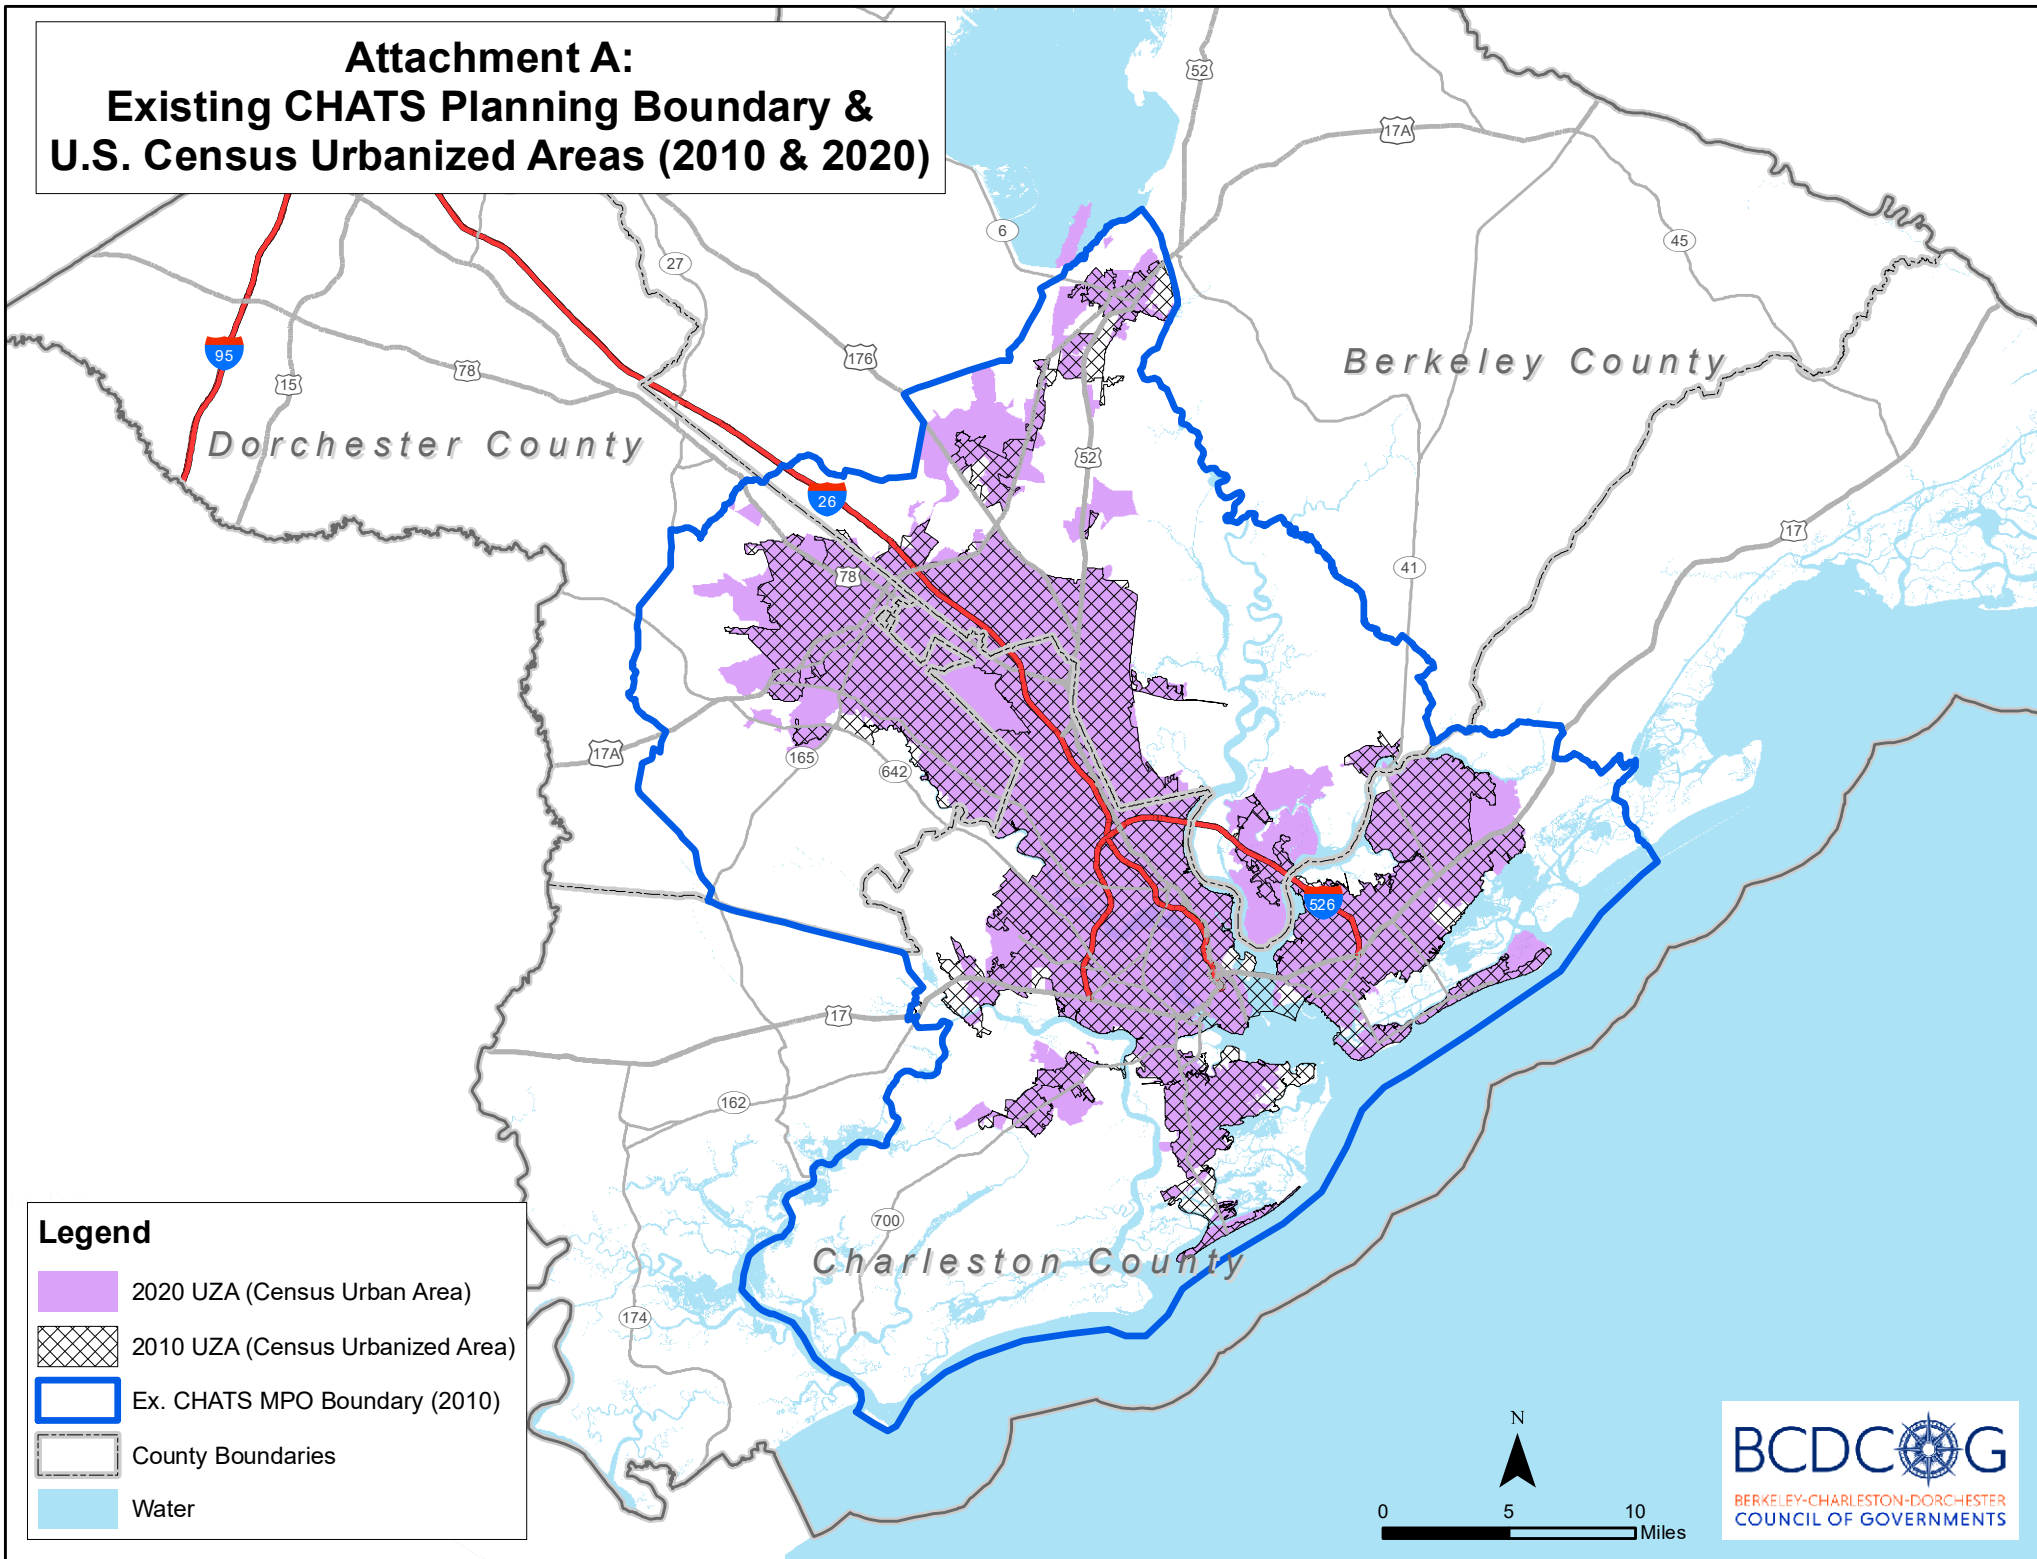 Attachment A:
Existing CHATS Planning Boundary &
U.S. Census Urbanized Areas (2010 & 2020)
52
17A
6
45
27
95
15
78
176
Berkeley County
Dorchester County
52
26
17
41
78
17A
165
642
526
17
162
700
Charleston County
174
Legend
2020 UZA (Census Urban Area)
2010 UZA (Census Urbanized Area)
Ex. CHATS MPO Boundary (2010)
County Boundaries
Water
N
0 5 10
Miles
BCDCOG
BERKELEY-CHARLESTON-DORCHESTER
COUNCIL OF GOVERNMENTS